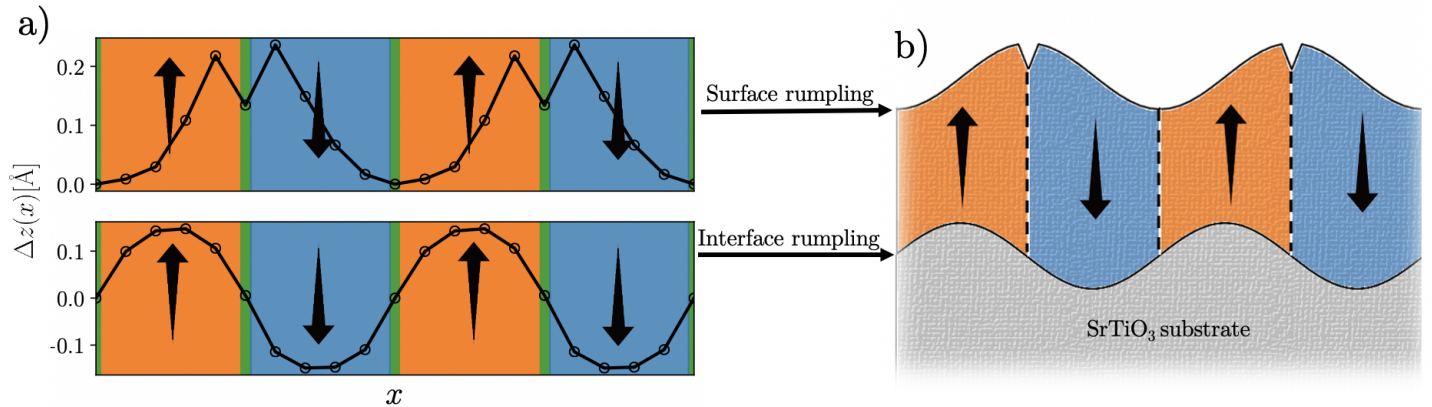 a)
0.2
0.1
0.0
Δz(x)[Å]
0.1
0.0
-0.1
x
Surface rumpling
Interface rumpling
b)
SrTiO₃ substrate